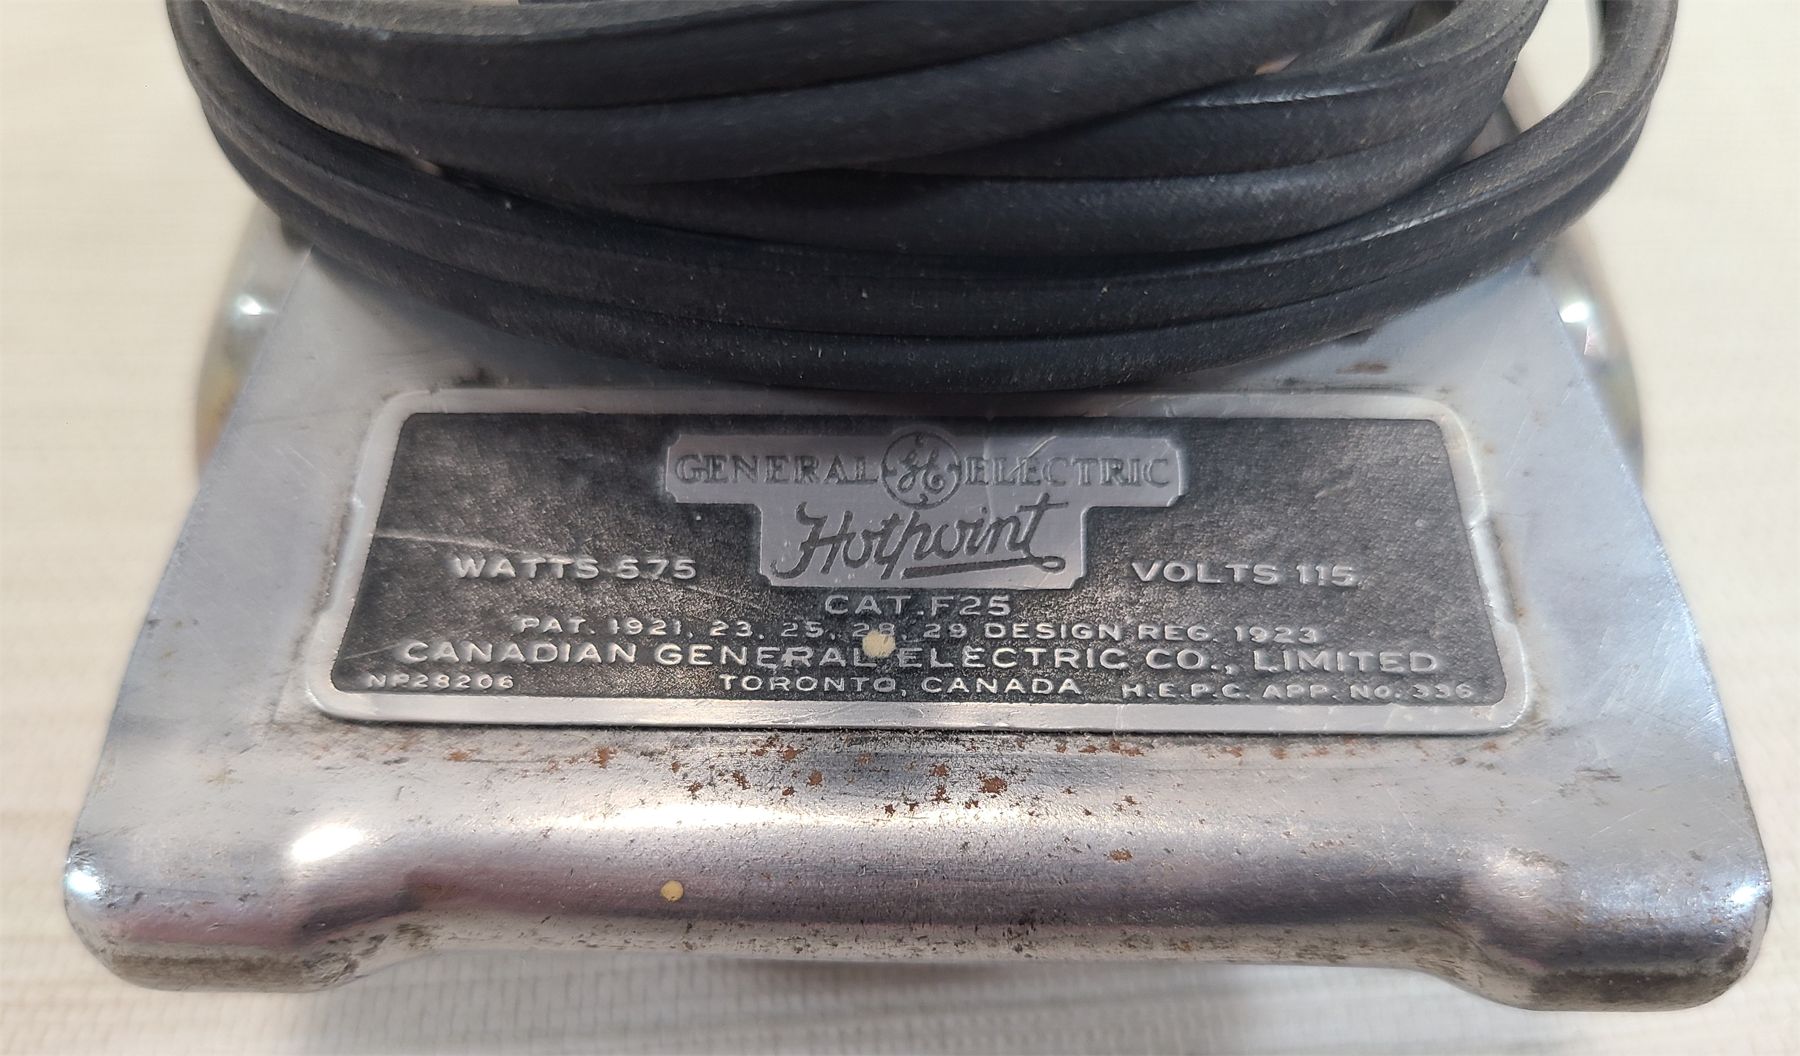 GENERAL GE ELECTRIC
Hotpoint
WATTS 575 VOLTS 115
CAT. F25
PAT. 1921, 23, 25, 28, 29 DESIGN REG. 1923
CANADIAN GENERAL ELECTRIC CO., LIMITED
NP28206 TORONTO, CANADA H.E.P.C. APP. NO. 336